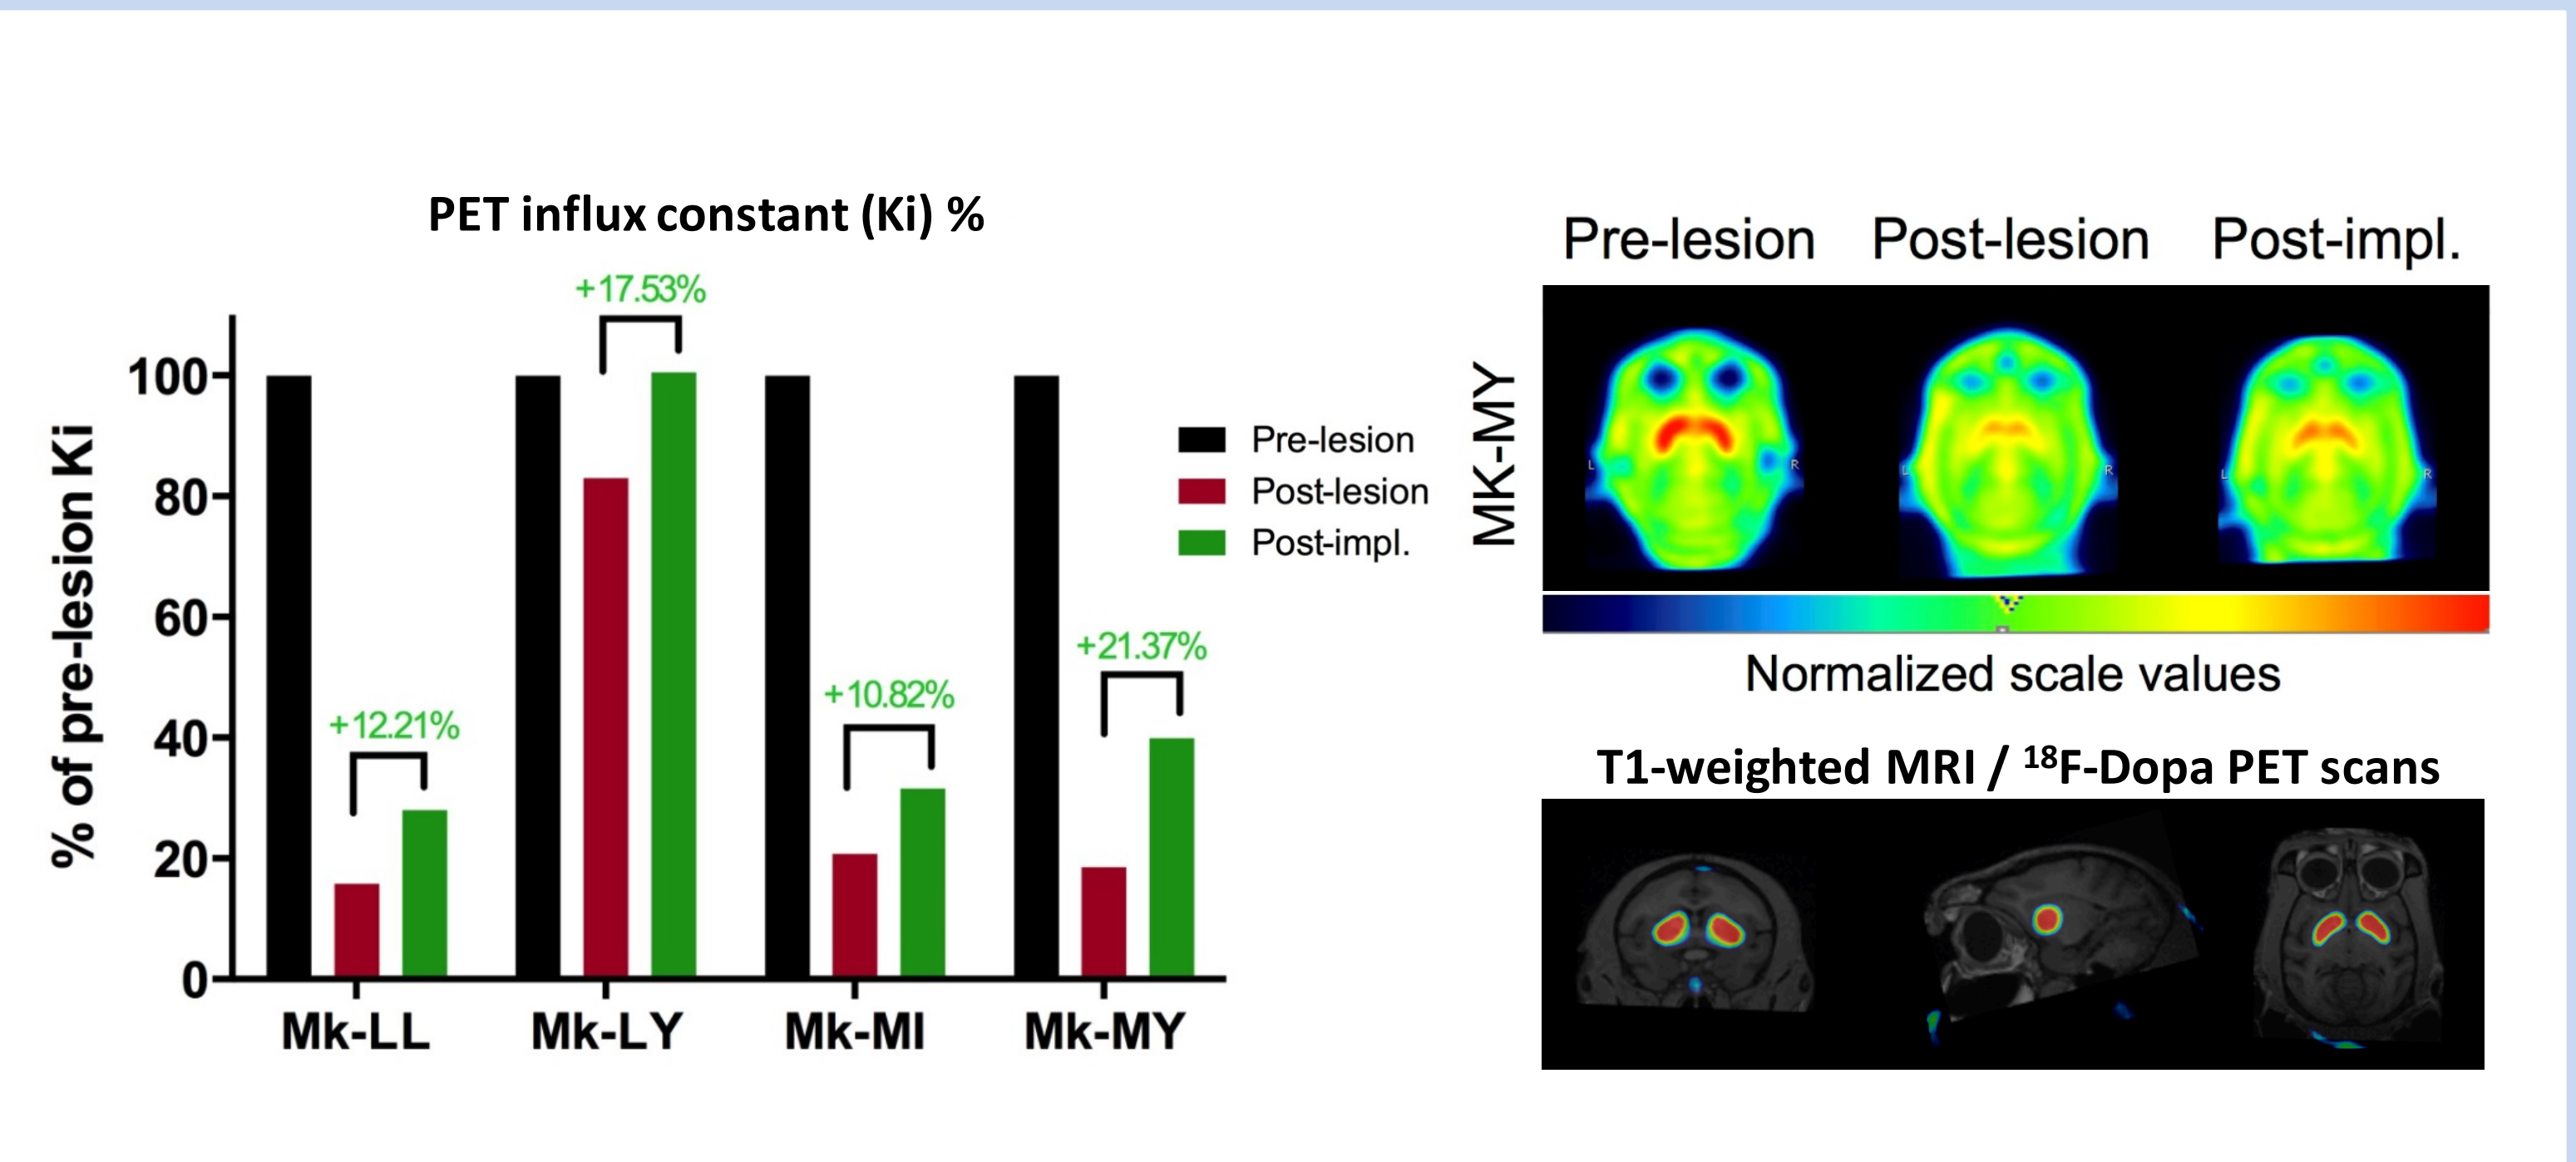 PET influx constant (Ki) %
% of pre-lesion Ki
100
80
60
40
20
0
+12.21%
+17.53%
+10.82%
+21.37%
Mk-LL
Mk-LY
Mk-MI
Mk-MY
Pre-lesion
Post-lesion
Post-impl.
Pre-lesion Post-lesion Post-impl.
MK-MY
L R L R L R
Normalized scale values
T1-weighted MRI / ¹⁸F-Dopa PET scans